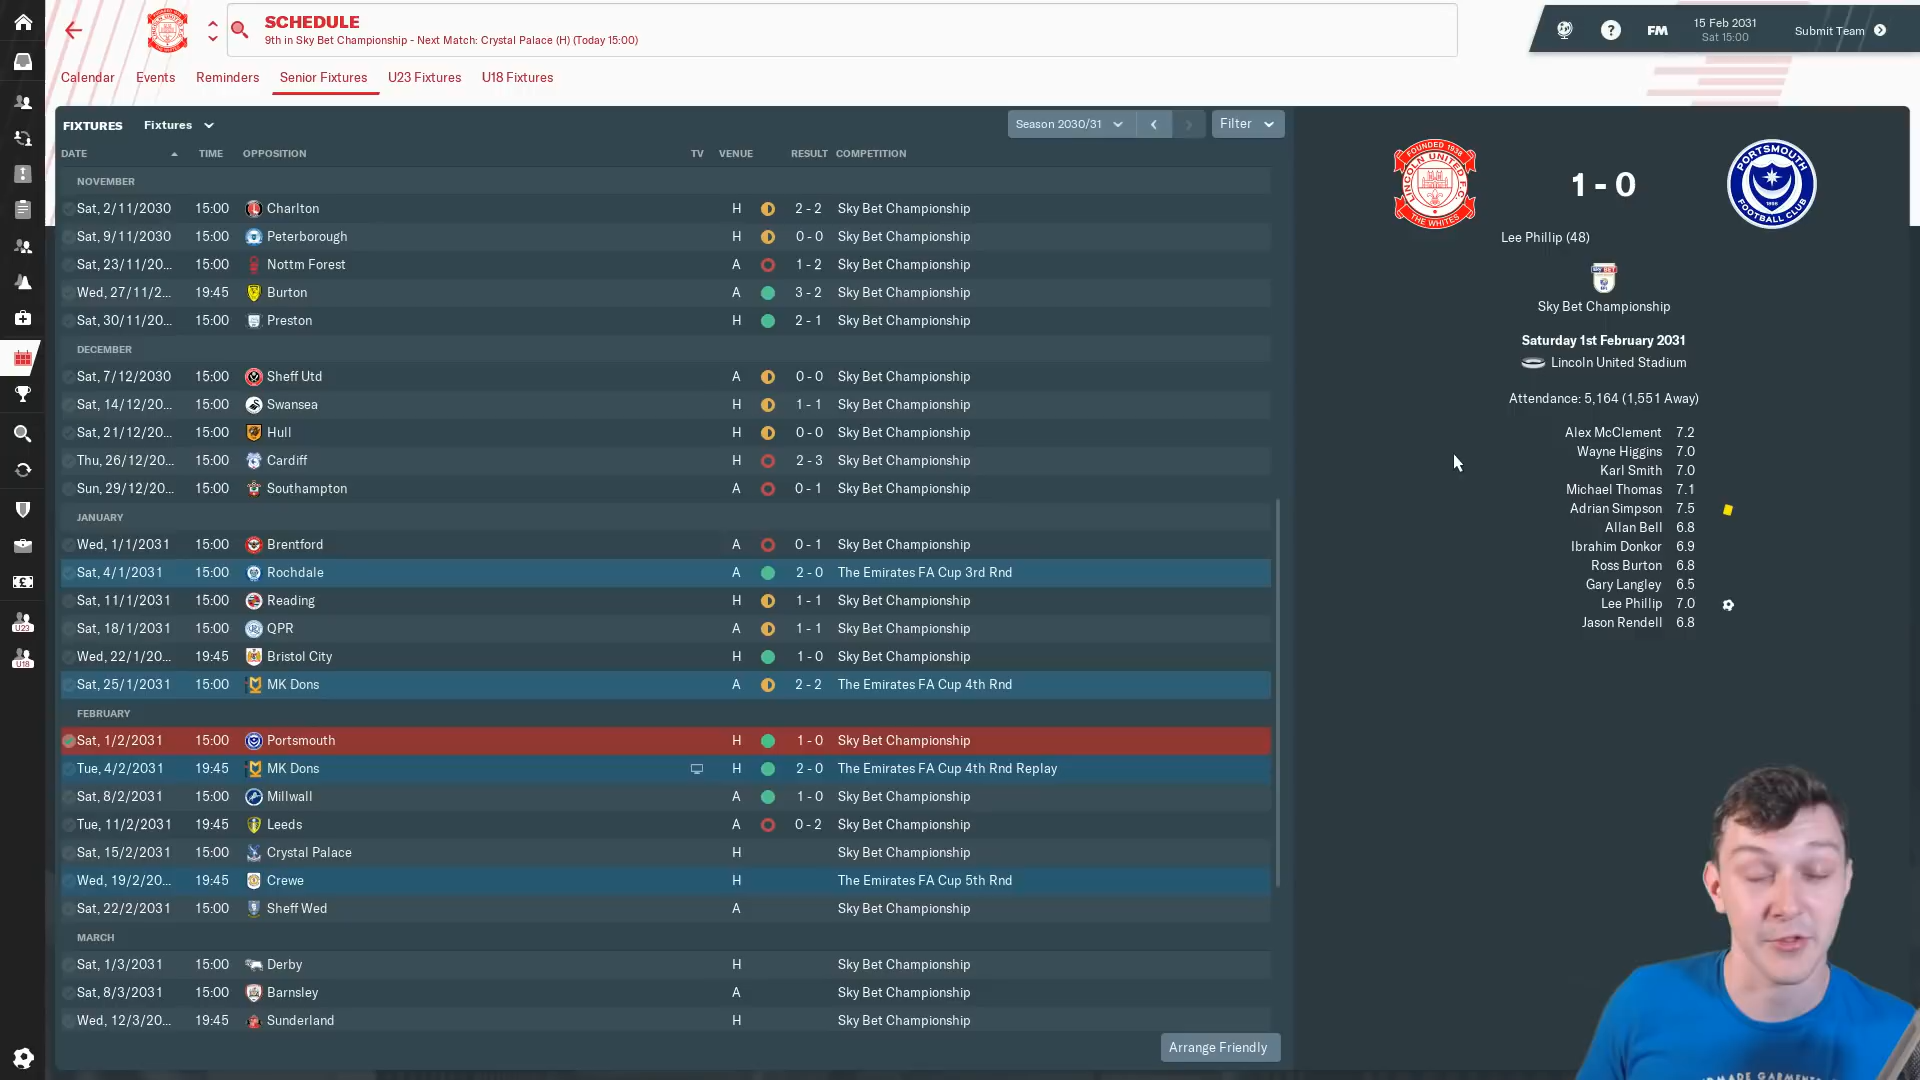 SCHEDULE
9th in Sky Bet Championship - Next Match: Crystal Palace (H) (Today 15:00)
FM
15 Feb 2031
Sat 15:00
Submit Team
Calendar Events Reminders Senior Fixtures U23 Fixtures U18 Fixtures
FIXTURES Fixtures Season 2030/31 Filter
DATE TIME OPPOSITION TV VENUE RESULT COMPETITION
NOVEMBER
Sat, 2/11/2030 15:00 Charlton H 2 - 2 Sky Bet Championship
Sat, 9/11/2030 15:00 Peterborough H 0 - 0 Sky Bet Championship
Sat, 23/11/20... 15:00 Nottm Forest A 1 - 2 Sky Bet Championship
Wed, 27/11/2... 19:45 Burton A 3 - 2 Sky Bet Championship
Sat, 30/11/20... 15:00 Preston H 2 - 1 Sky Bet Championship
DECEMBER
Sat, 7/12/2030 15:00 Sheff Utd A 0 - 0 Sky Bet Championship
Sat, 14/12/20... 15:00 Swansea H 1 - 1 Sky Bet Championship
Sat, 21/12/20... 15:00 Hull H 0 - 0 Sky Bet Championship
Thu, 26/12/20... 15:00 Cardiff H 2 - 3 Sky Bet Championship
Sun, 29/12/20... 15:00 Southampton A 0 - 1 Sky Bet Championship
JANUARY
Wed, 1/1/2031 15:00 Brentford A 0 - 1 Sky Bet Championship
Sat, 4/1/2031 15:00 Rochdale A 2 - 0 The Emirates FA Cup 3rd Rnd
Sat, 11/1/2031 15:00 Reading H 1 - 1 Sky Bet Championship
Sat, 18/1/2031 15:00 QPR A 1 - 1 Sky Bet Championship
Wed, 22/1/20... 19:45 Bristol City H 1 - 0 Sky Bet Championship
Sat, 25/1/2031 15:00 MK Dons A 2 - 2 The Emirates FA Cup 4th Rnd
FEBRUARY
Sat, 1/2/2031 15:00 Portsmouth H 1 - 0 Sky Bet Championship
Tue, 4/2/2031 19:45 MK Dons H 2 - 0 The Emirates FA Cup 4th Rnd Replay
Sat, 8/2/2031 15:00 Millwall A 1 - 0 Sky Bet Championship
Tue, 11/2/2031 19:45 Leeds A 0 - 2 Sky Bet Championship
Sat, 15/2/2031 15:00 Crystal Palace H Sky Bet Championship
Wed, 19/2/20... 19:45 Crewe H The Emirates FA Cup 5th Rnd
Sat, 22/2/2031 15:00 Sheff Wed A Sky Bet Championship
MARCH
Sat, 1/3/2031 15:00 Derby H Sky Bet Championship
Sat, 8/3/2031 15:00 Barnsley A Sky Bet Championship
Wed, 12/3/20... 19:45 Sunderland H Sky Bet Championship
Arrange Friendly
U23
U18
FOUNDED 1938
LINCOLN UNITED F.C.
THE WHITES
1 - 0
PORTSMOUTH
1898
FOOTBALL CLUB
Lee Phillip (48)
SKY BET
EFL
Sky Bet Championship
Saturday 1st February 2031
Lincoln United Stadium
Attendance: 5,164 (1,551 Away)
Alex McClement 7.2
Wayne Higgins 7.0
Karl Smith 7.0
Michael Thomas 7.1
Adrian Simpson 7.5
Allan Bell 6.8
Ibrahim Donkor 6.9
Ross Burton 6.8
Gary Langley 6.5
Lee Phillip 7.0
Jason Rendell 6.8